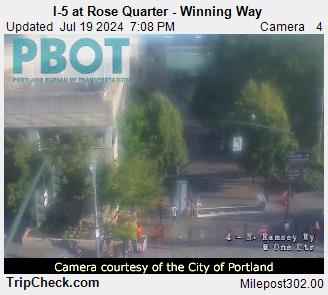 I-5 at Rose Quarter - Winning Way
Updated Jul 19 2024 7:08 PM Camera 4
PBOT
PORTLAND BUREAU OF TRANSPORTATION
4 - N. Ramsey Wy
W One Ctr
Camera courtesy of the City of Portland
TripCheck.com Milepost302.00